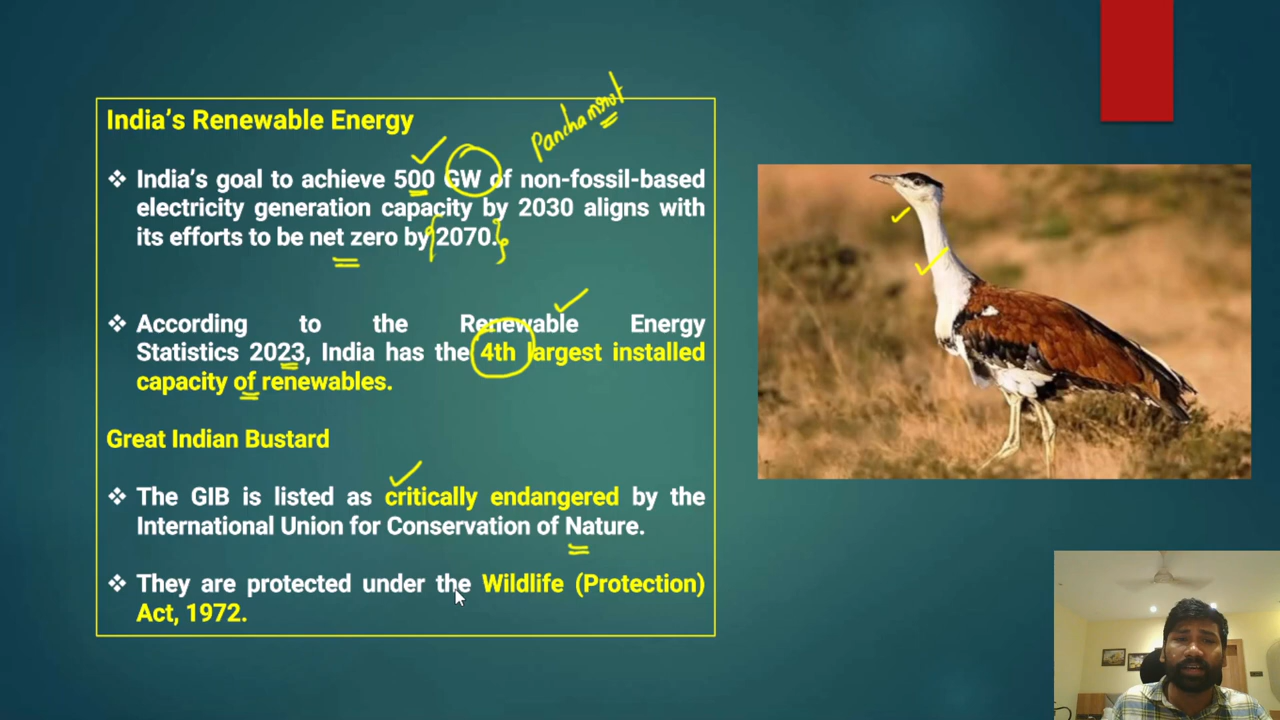 India's Renewable Energy
Panchamrot
❖ India's goal to achieve 500 GW of non-fossil-based
electricity generation capacity by 2030 aligns with
its efforts to be net zero by {2070.}
❖ According to the Renewable Energy
Statistics 2023, India has the 4th largest installed
capacity of renewables.
Great Indian Bustard
❖ The GIB is listed as critically endangered by the
International Union for Conservation of Nature.
❖ They are protected under the Wildlife (Protection)
Act, 1972.